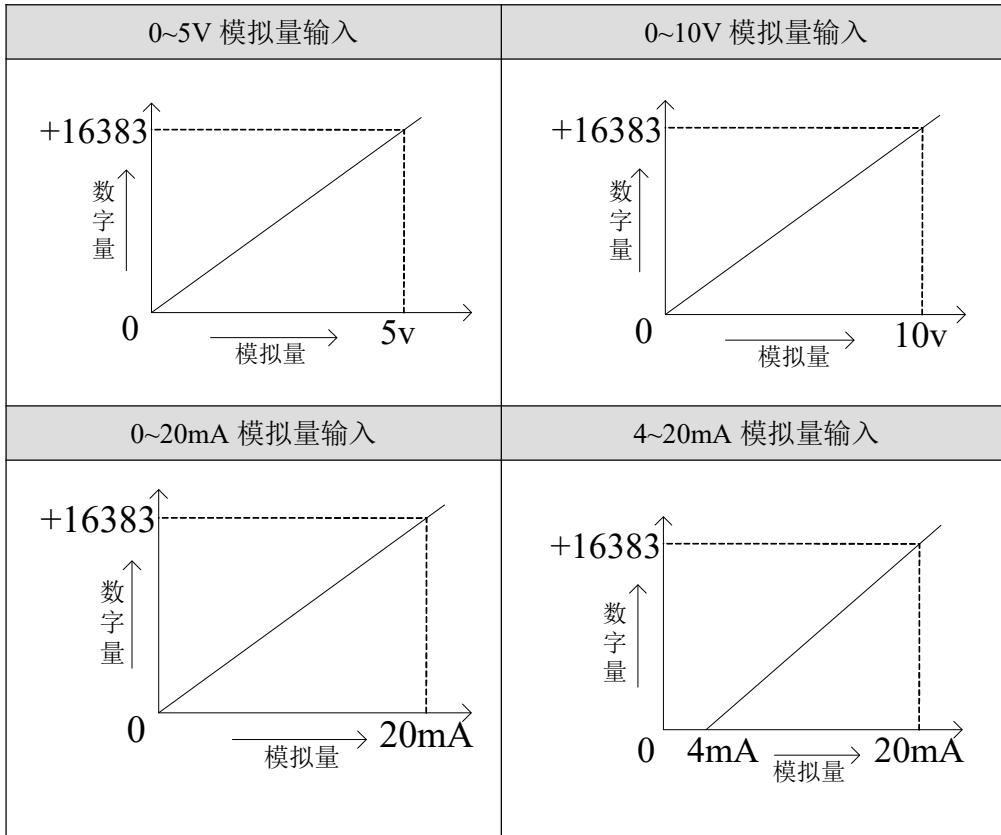 0~5V 模拟量输入
0~10V 模拟量输入
+16383
数字量
0
5v
模拟量
+16383
数字量
0
10v
模拟量
0~20mA 模拟量输入
4~20mA 模拟量输入
+16383
数字量
0
20mA
模拟量
+16383
数字量
0
4mA
20mA
模拟量